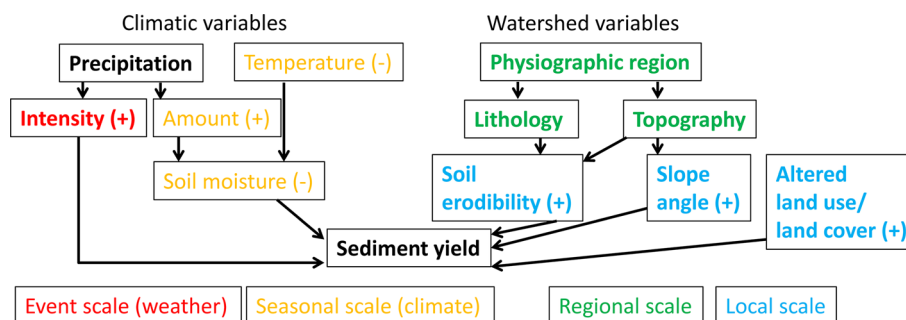 Climatic variables
Watershed variables
Precipitation
Temperature (-)
Physiographic region
Intensity (+)
Amount (+)
Lithology
Topography
Soil moisture (-)
Soil
erodibility (+)
Slope
angle (+)
Altered
land use/
land cover (+)
Sediment yield
Event scale (weather)
Seasonal scale (climate)
Regional scale
Local scale